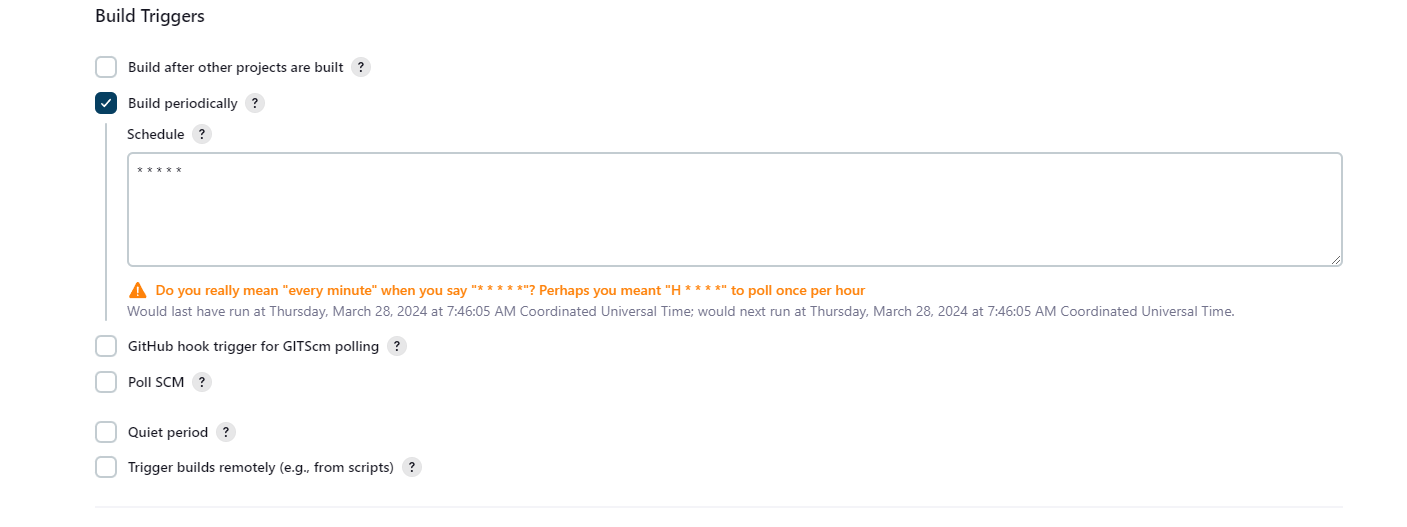 Build Triggers
Build after other projects are built ?
Build periodically ?
Schedule ?
* * * * *
Do you really mean "every minute" when you say "* * * * *"? Perhaps you meant "H * * * *" to poll once per hour
Would last have run at Thursday, March 28, 2024 at 7:46:05 AM Coordinated Universal Time; would next run at Thursday, March 28, 2024 at 7:46:05 AM Coordinated Universal Time.
GitHub hook trigger for GITScm polling ?
Poll SCM ?
Quiet period ?
Trigger builds remotely (e.g., from scripts) ?